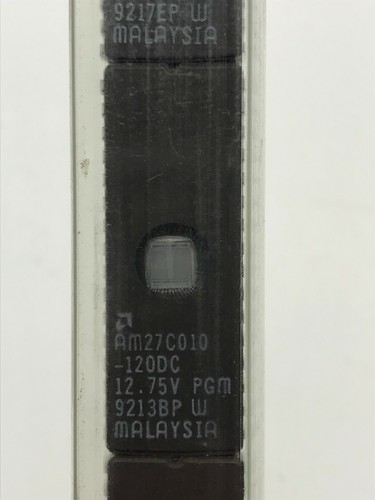 9217EP W
MALAYSIA
AM27C010
-120DC
12.75V PGM
9213BP W
MALAYSIA